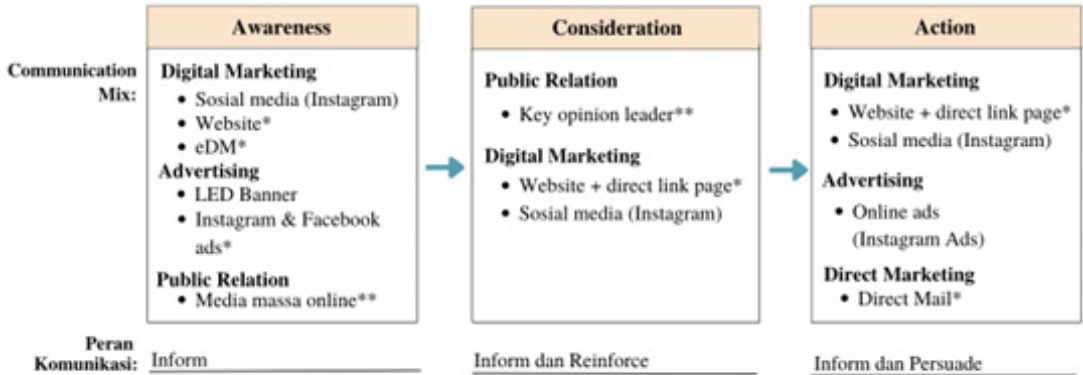 Awareness
Consideration
Action
Communication
Mix:
Digital Marketing
• Sosial media (Instagram)
• Website*
• eDM*
Advertising
• LED Banner
• Instagram & Facebook
ads*
Public Relation
• Media massa online**
Public Relation
• Key opinion leader**
Digital Marketing
• Website + direct link page*
• Sosial media (Instagram)
Digital Marketing
• Website + direct link page*
• Sosial media (Instagram)
Advertising
• Online ads
(Instagram Ads)
Direct Marketing
• Direct Mail*
Peran
Komunikasi:
Inform
Inform dan Reinforce
Inform dan Persuade